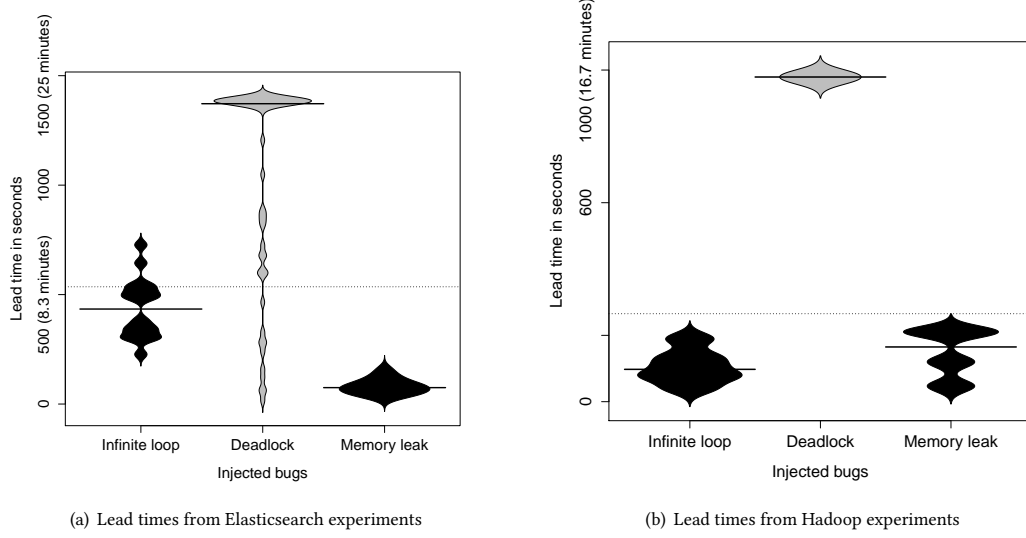 Lead time in seconds
1500 (25 minutes)
1000
500 (8.3 minutes)
0
Infinite loop Deadlock Memory leak
Injected bugs
(a) Lead times from Elasticsearch experiments
Lead time in seconds
1000 (16.7 minutes)
600
0
Infinite loop Deadlock Memory leak
Injected bugs
(b) Lead times from Hadoop experiments